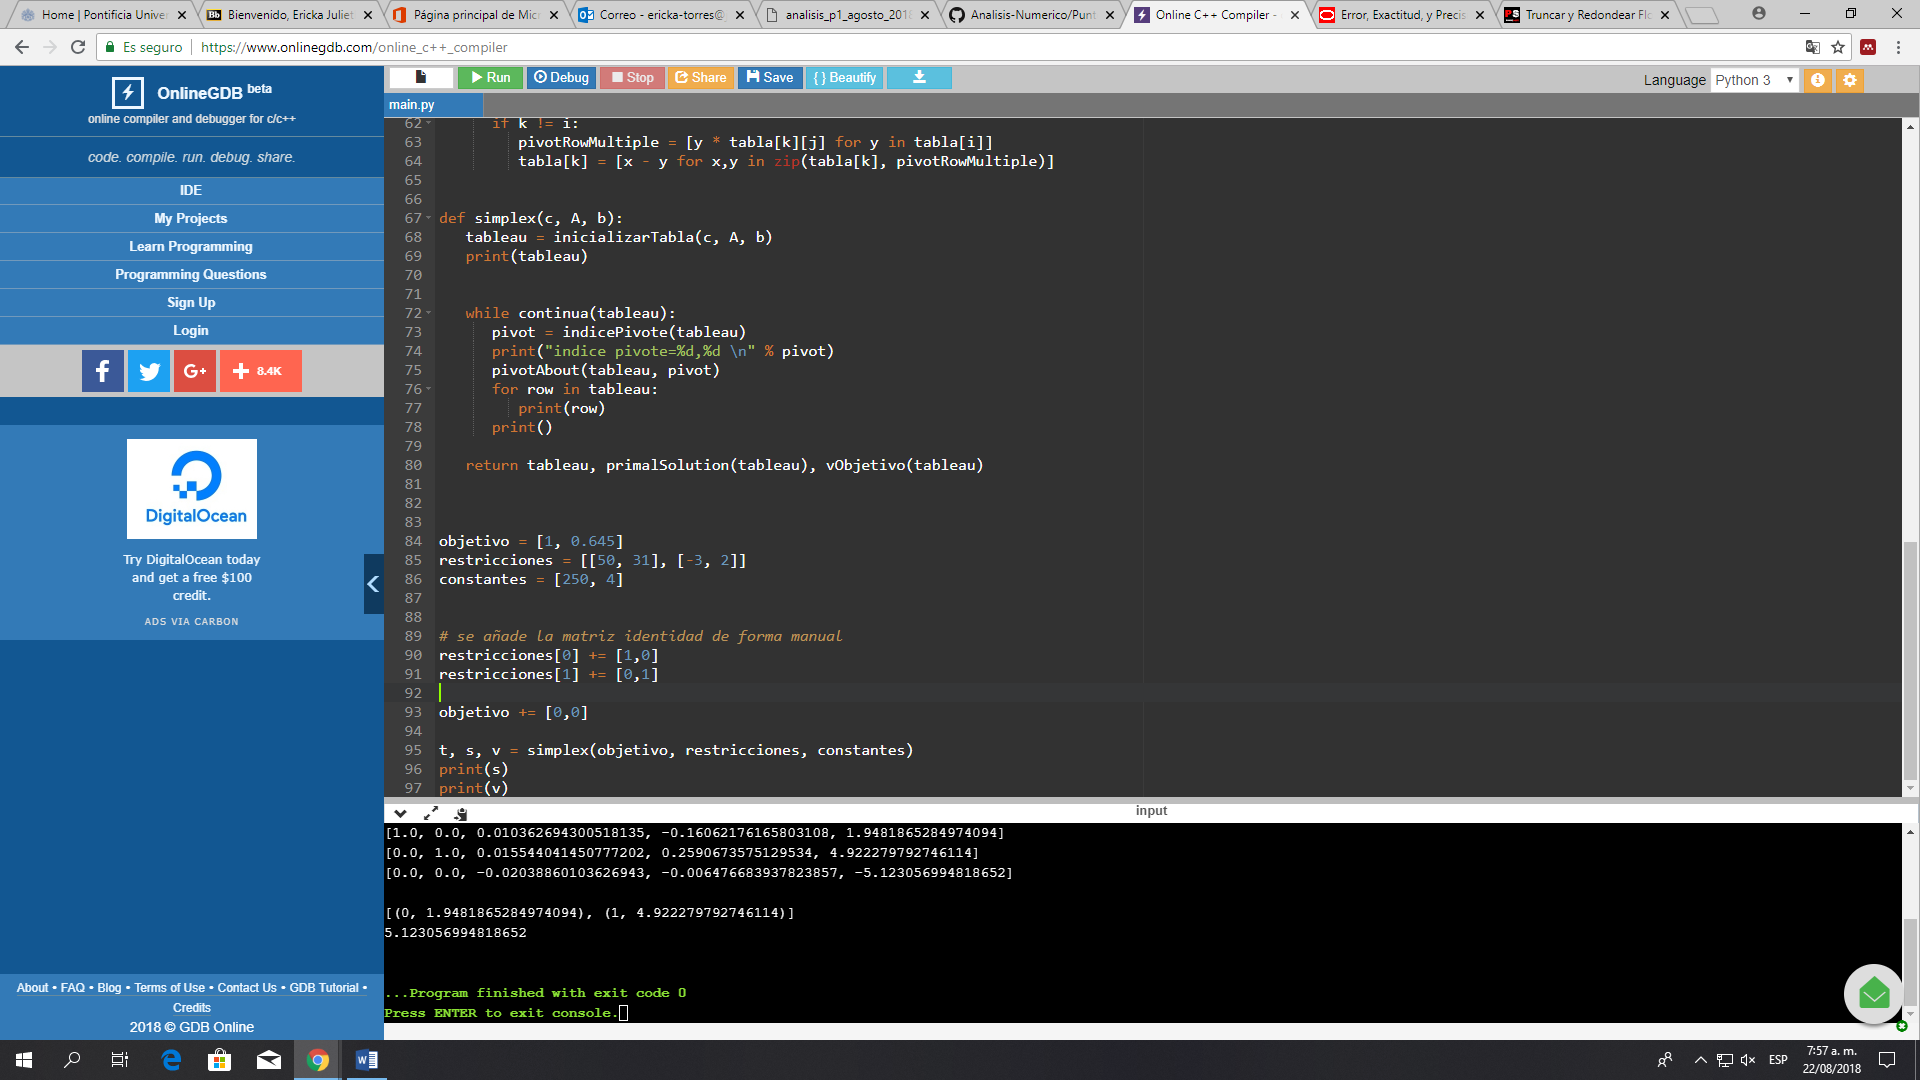 Home | Pontificia Univer
Bb Bienvenido, Ericka Juliet
Página principal de Mic
Correo - ericka-torres@
analisis_p1_agosto_2018
Analisis-Numerico/Punt
Online C++ Compiler -
Error, Exactitud, y Precis
PS Truncar y Redondear Flo
Es seguro | https://www.onlinegdb.com/online_c++_compiler
OnlineGDB beta
online compiler and debugger for c/c++
code. compile. run. debug. share.
IDE
My Projects
Learn Programming
Programming Questions
Sign Up
Login
8.4K
DigitalOcean
Try DigitalOcean today
and get a free $100
credit.
ADS VIA CARBON
About • FAQ • Blog • Terms of Use • Contact Us • GDB Tutorial •
Credits
2018 © GDB Online
Run Debug Stop Share Save { } Beautify
Language Python 3
main.py
62 if k != i:
63 pivotRowMultiple = [y * tabla[k][j] for y in tabla[i]]
64 tabla[k] = [x - y for x,y in zip(tabla[k], pivotRowMultiple)]
65
66
67 def simplex(c, A, b):
68 tableau = inicializarTabla(c, A, b)
69 print(tableau)
70
71
72 while continua(tableau):
73 pivot = indicePivote(tableau)
74 print("indice pivote=%d,%d \n" % pivot)
75 pivotAbout(tableau, pivot)
76 for row in tableau:
77 print(row)
78 print()
79
80 return tableau, primalSolution(tableau), vObjetivo(tableau)
81
82
83
84 objetivo = [1, 0.645]
85 restricciones = [[50, 31], [-3, 2]]
86 constantes = [250, 4]
87
88
89 # se añade la matriz identidad de forma manual
90 restricciones[0] += [1,0]
91 restricciones[1] += [0,1]
92
93 objetivo += [0,0]
94
95 t, s, v = simplex(objetivo, restricciones, constantes)
96 print(s)
97 print(v)
input
[1.0, 0.0, 0.010362694300518135, -0.16062176165803108, 1.9481865284974094]
[0.0, 1.0, 0.015544041450777202, 0.2590673575129534, 4.922279792746114]
[0.0, 0.0, -0.02038860103626943, -0.006476683937823857, -5.123056994818652]
[(0, 1.9481865284974094), (1, 4.922279792746114)]
5.123056994818652
...Program finished with exit code 0
Press ENTER to exit console.
ESP
7:57 a. m.
22/08/2018